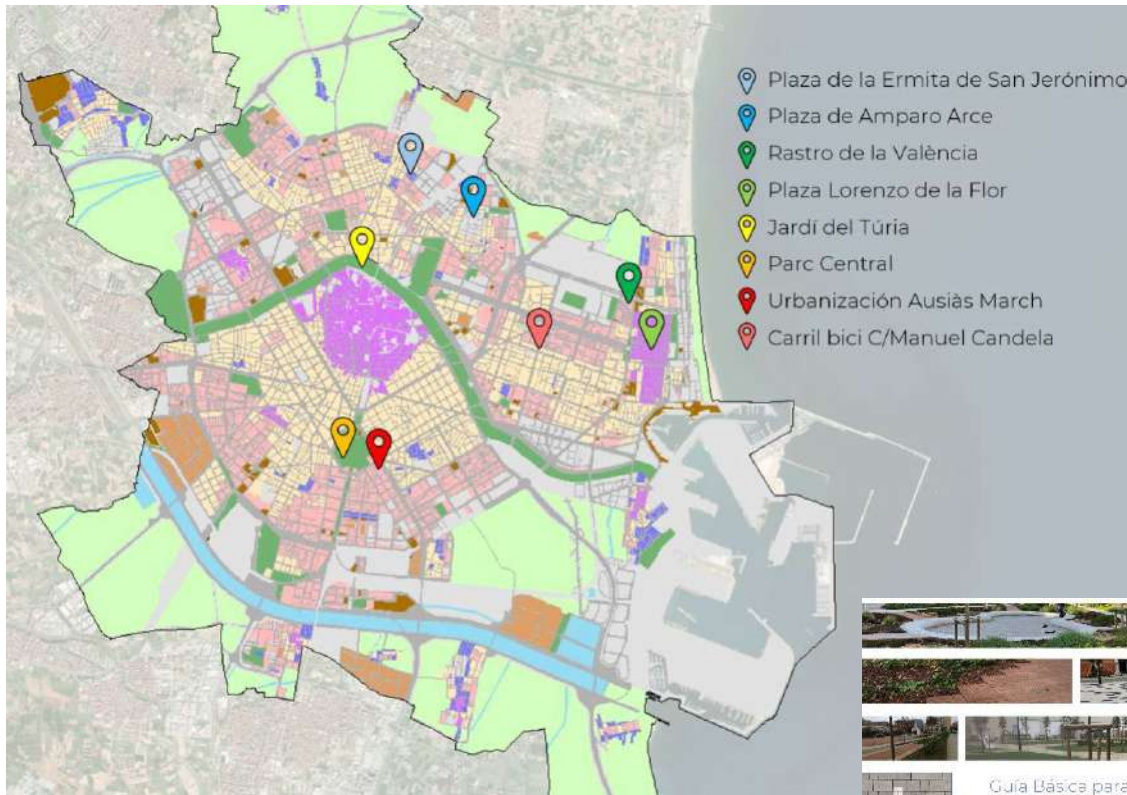 Plaza de la Ermita de San Jerónimo
Plaza de Amparo Arce
Rastro de la València
Plaza Lorenzo de la Flor
Jardí del Túria
Parc Central
Urbanización Ausiàs March
Carril bici C/Manuel Candela
Guía Básica para